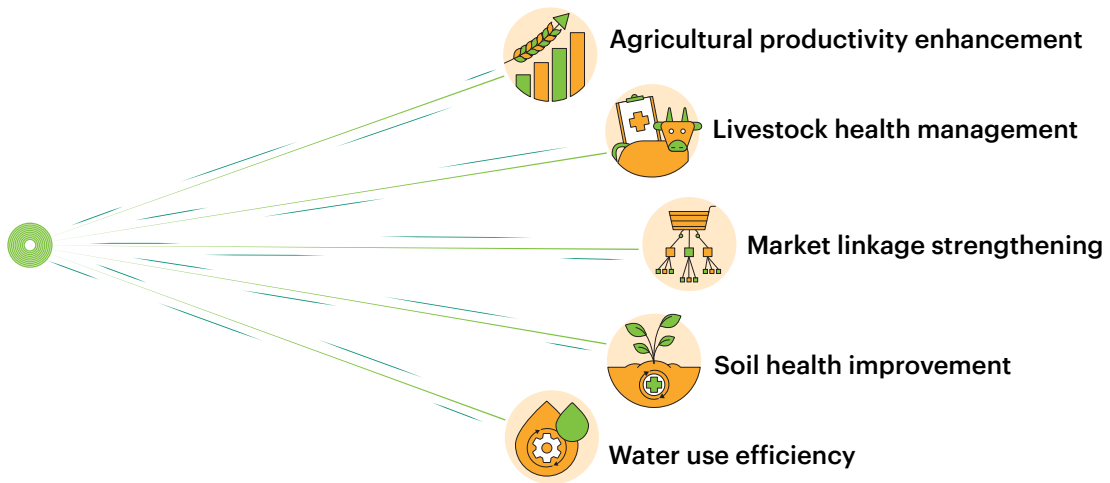 Agricultural productivity enhancement
Livestock health management
Market linkage strengthening
Soil health improvement
Water use efficiency